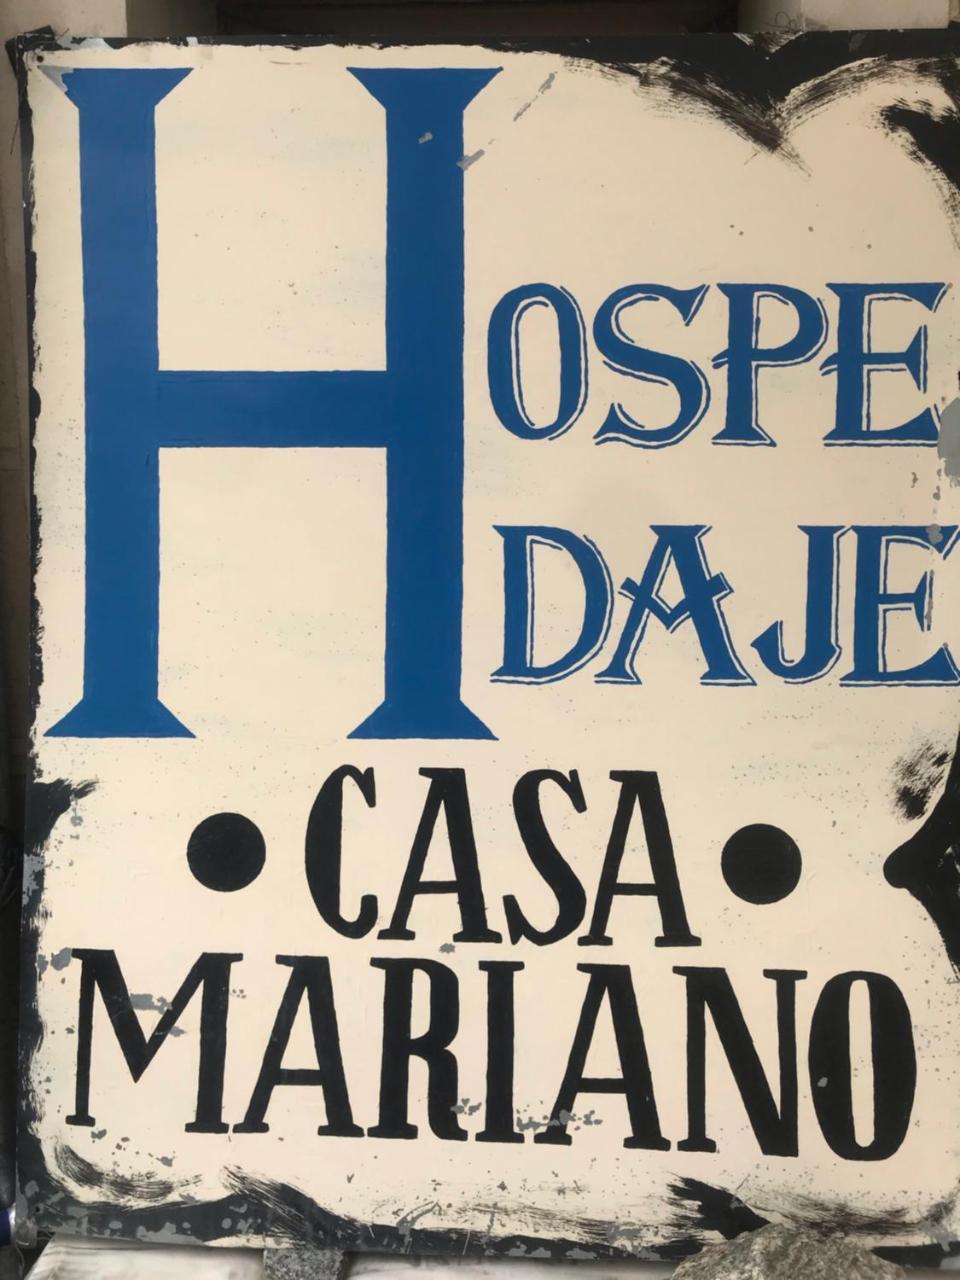 HOSPE
DAJE
• CASA •
MARIANO